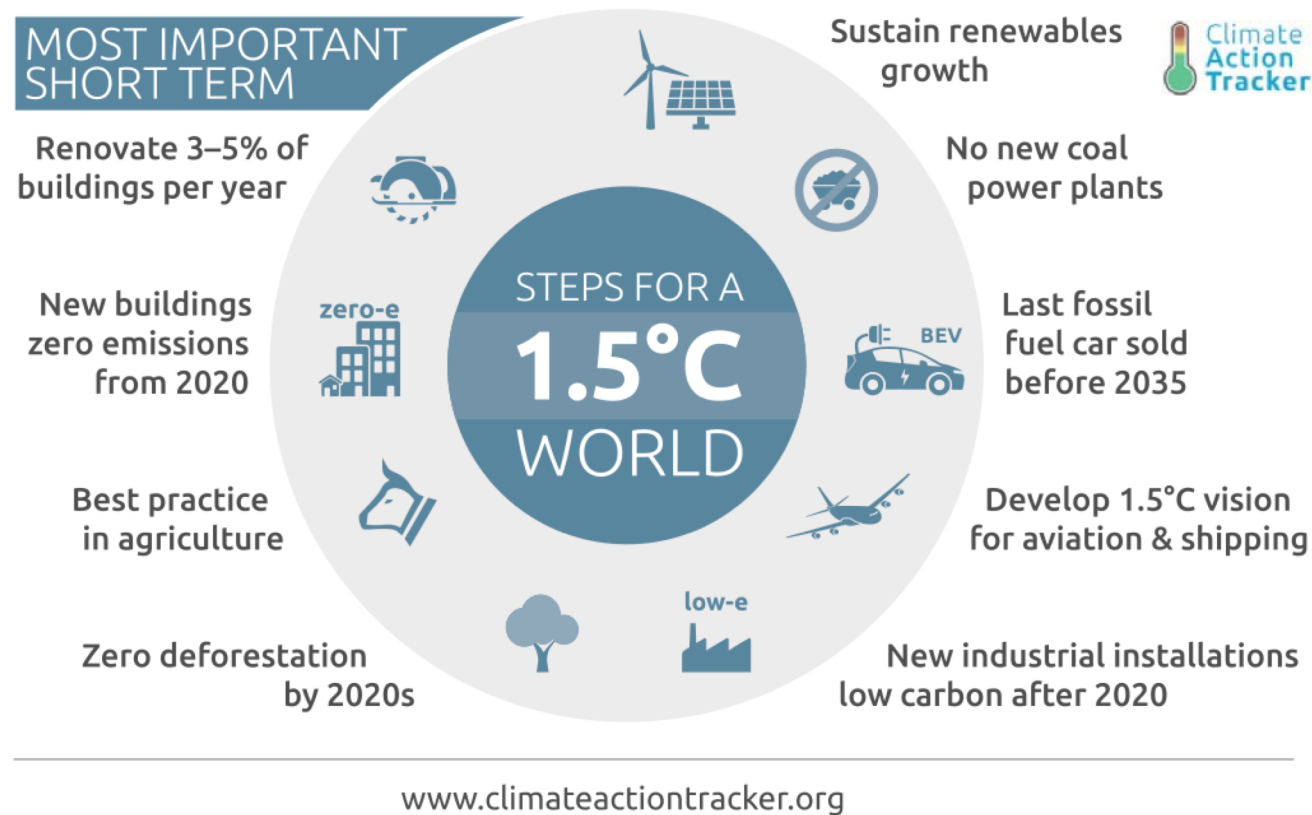 MOST IMPORTANT
SHORT TERM
Sustain renewables
growth
Climate
Action
Tracker
Renovate 3–5% of
buildings per year
No new coal
power plants
New buildings
zero emissions
from 2020
zero-e
STEPS FOR A
1.5°C
WORLD
BEV
Last fossil
fuel car sold
before 2035
Best practice
in agriculture
Develop 1.5°C vision
for aviation & shipping
Zero deforestation
by 2020s
low-e
New industrial installations
low carbon after 2020
www.climateactiontracker.org